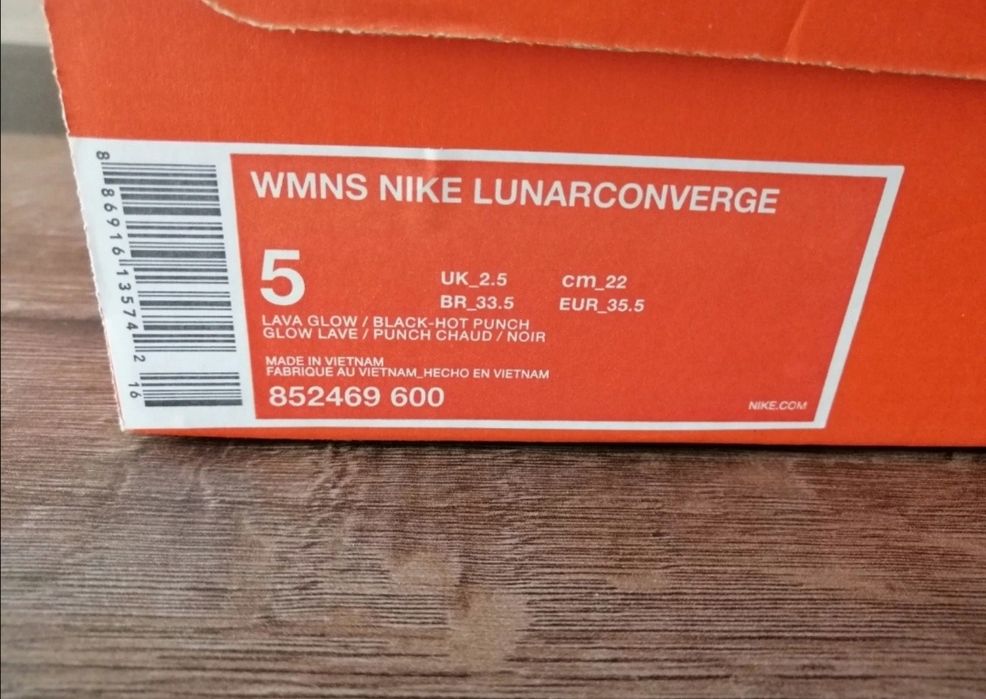 WMNS NIKE LUNARCONVERGE
5
UK_2.5 cm_22
BR_33.5 EUR_35.5
LAVA GLOW / BLACK-HOT PUNCH
GLOW LAVE / PUNCH CHAUD / NOIR
MADE IN VIETNAM
FABRIQUE AU VIETNAM_HECHO EN VIETNAM
852469 600
NIKE.COM
8 86916 13574 2 16